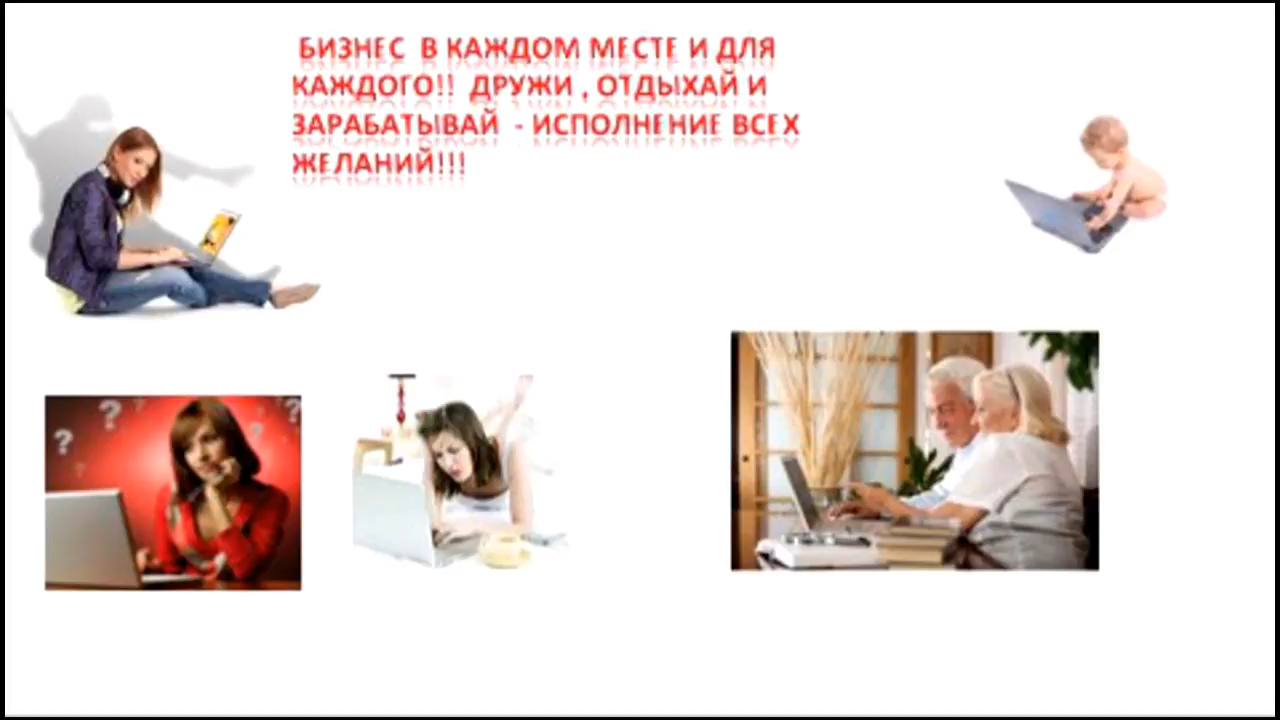 БИЗНЕС В КАЖДОМ МЕСТЕ И ДЛЯ
КАЖДОГО!! ДРУЖИ , ОТДЫХАЙ И
ЗАРАБАТЫВАЙ - ИСПОЛНЕНИЕ ВСЕХ
ЖЕЛАНИЙ!!!
? ? ?